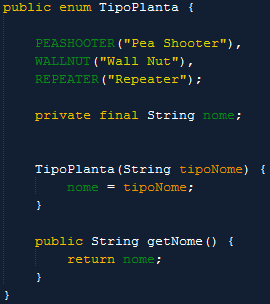 public enum TipoPlanta {
PEASHOOTER("Pea Shooter"),
WALLNUT("Wall Nut"),
REPEATER("Repeater");
private final String nome;
TipoPlanta(String tipoNome) {
nome = tipoNome;
}
public String getNome() {
return nome;
}
}